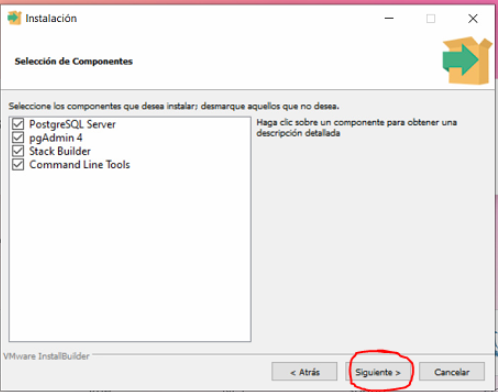 Instalación
Selección de Componentes
Seleccione los componentes que desea instalar; desmarque aquellos que no desea.
PostgreSQL Server
pgAdmin 4
Stack Builder
Command Line Tools
Haga clic sobre un componente para obtener una
descripción detallada
VMware InstallBuilder
< Atrás
Siguiente >
Cancelar